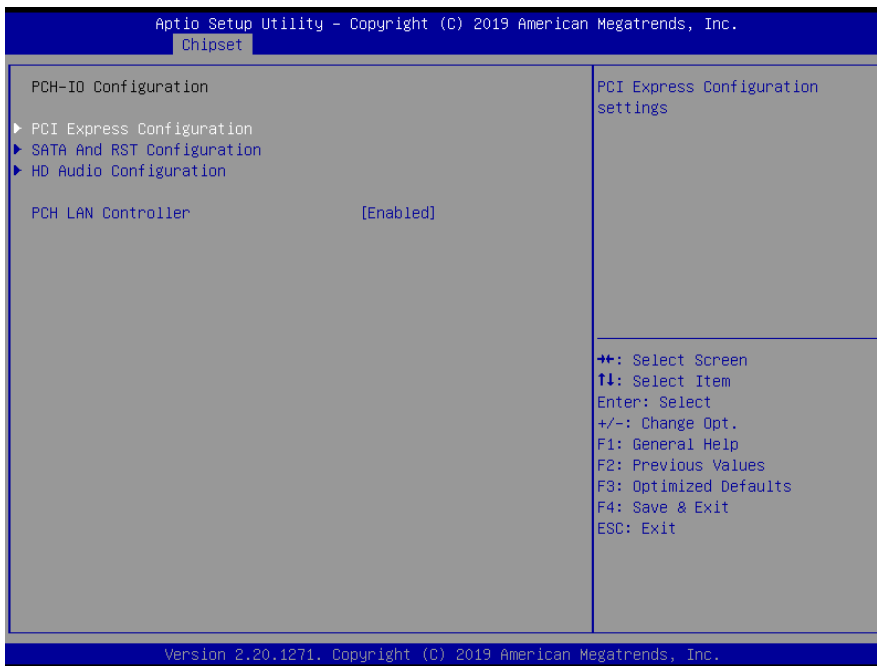 Aptio Setup Utility – Copyright (C) 2019 American Megatrends, Inc.
Chipset
PCH-IO Configuration
PCI Express Configuration
SATA And RST Configuration
HD Audio Configuration
PCH LAN Controller [Enabled]
PCI Express Configuration
settings
→←: Select Screen
↑↓: Select Item
Enter: Select
+/-: Change Opt.
F1: General Help
F2: Previous Values
F3: Optimized Defaults
F4: Save & Exit
ESC: Exit
Version 2.20.1271. Copyright (C) 2019 American Megatrends, Inc.